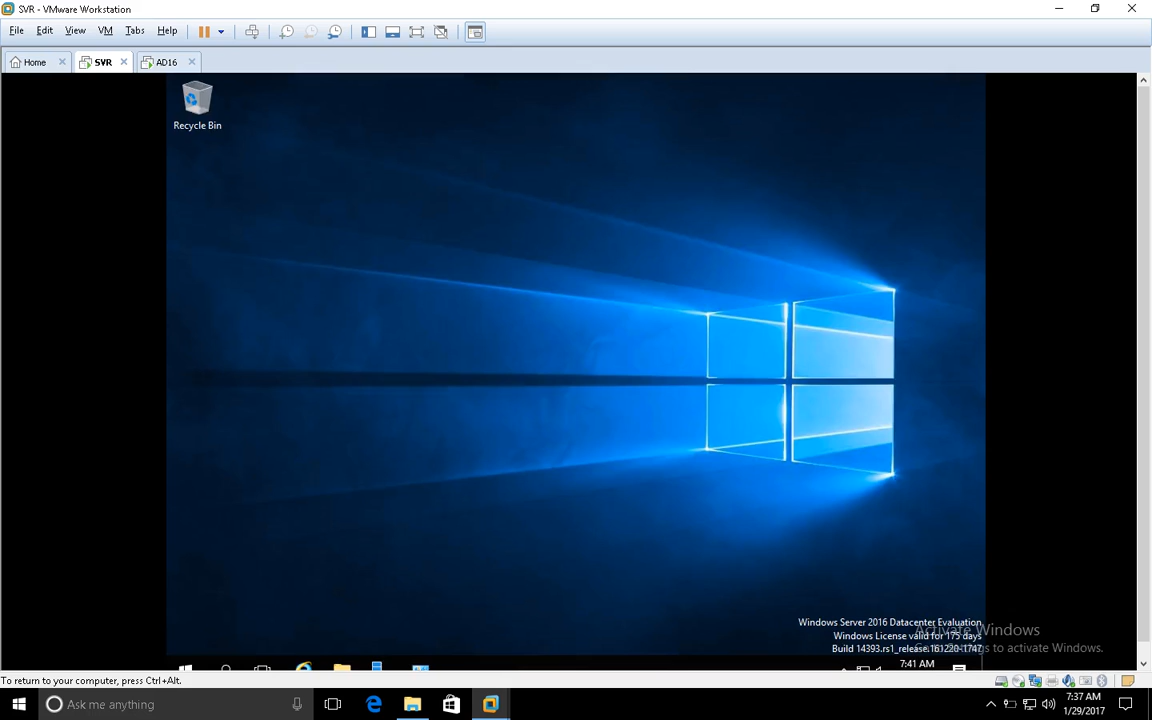 SVR - VMware Workstation
File Edit View VM Tabs Help
Home SVR AD16
Recycle Bin
Windows Server 2016 Datacenter Evaluation
Activate Windows
Windows License valid for 175 days
Go to Settings to activate Windows.
Build 14393.rs1_release.161220-1747
7:41 AM
To return to your computer, press Ctrl+Alt.
Ask me anything
7:37 AM
1/29/2017